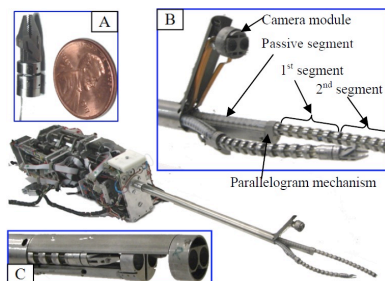 A
B
Camera module
Passive segment
1st segment
2nd segment
Parallelogram mechanism
C